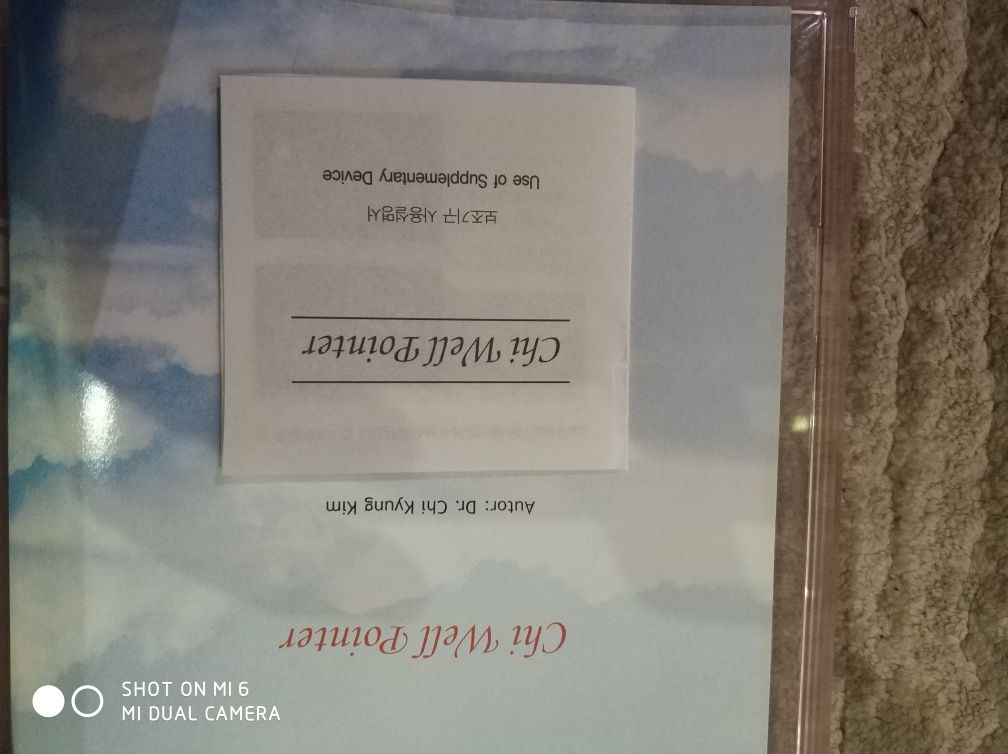 Chi Well Pointer
Autor: Dr. Chi Kyung Kim
Chi Well Pointer
보조기구 사용설명서
Use of Supplementary Device
SHOT ON MI 6
MI DUAL CAMERA